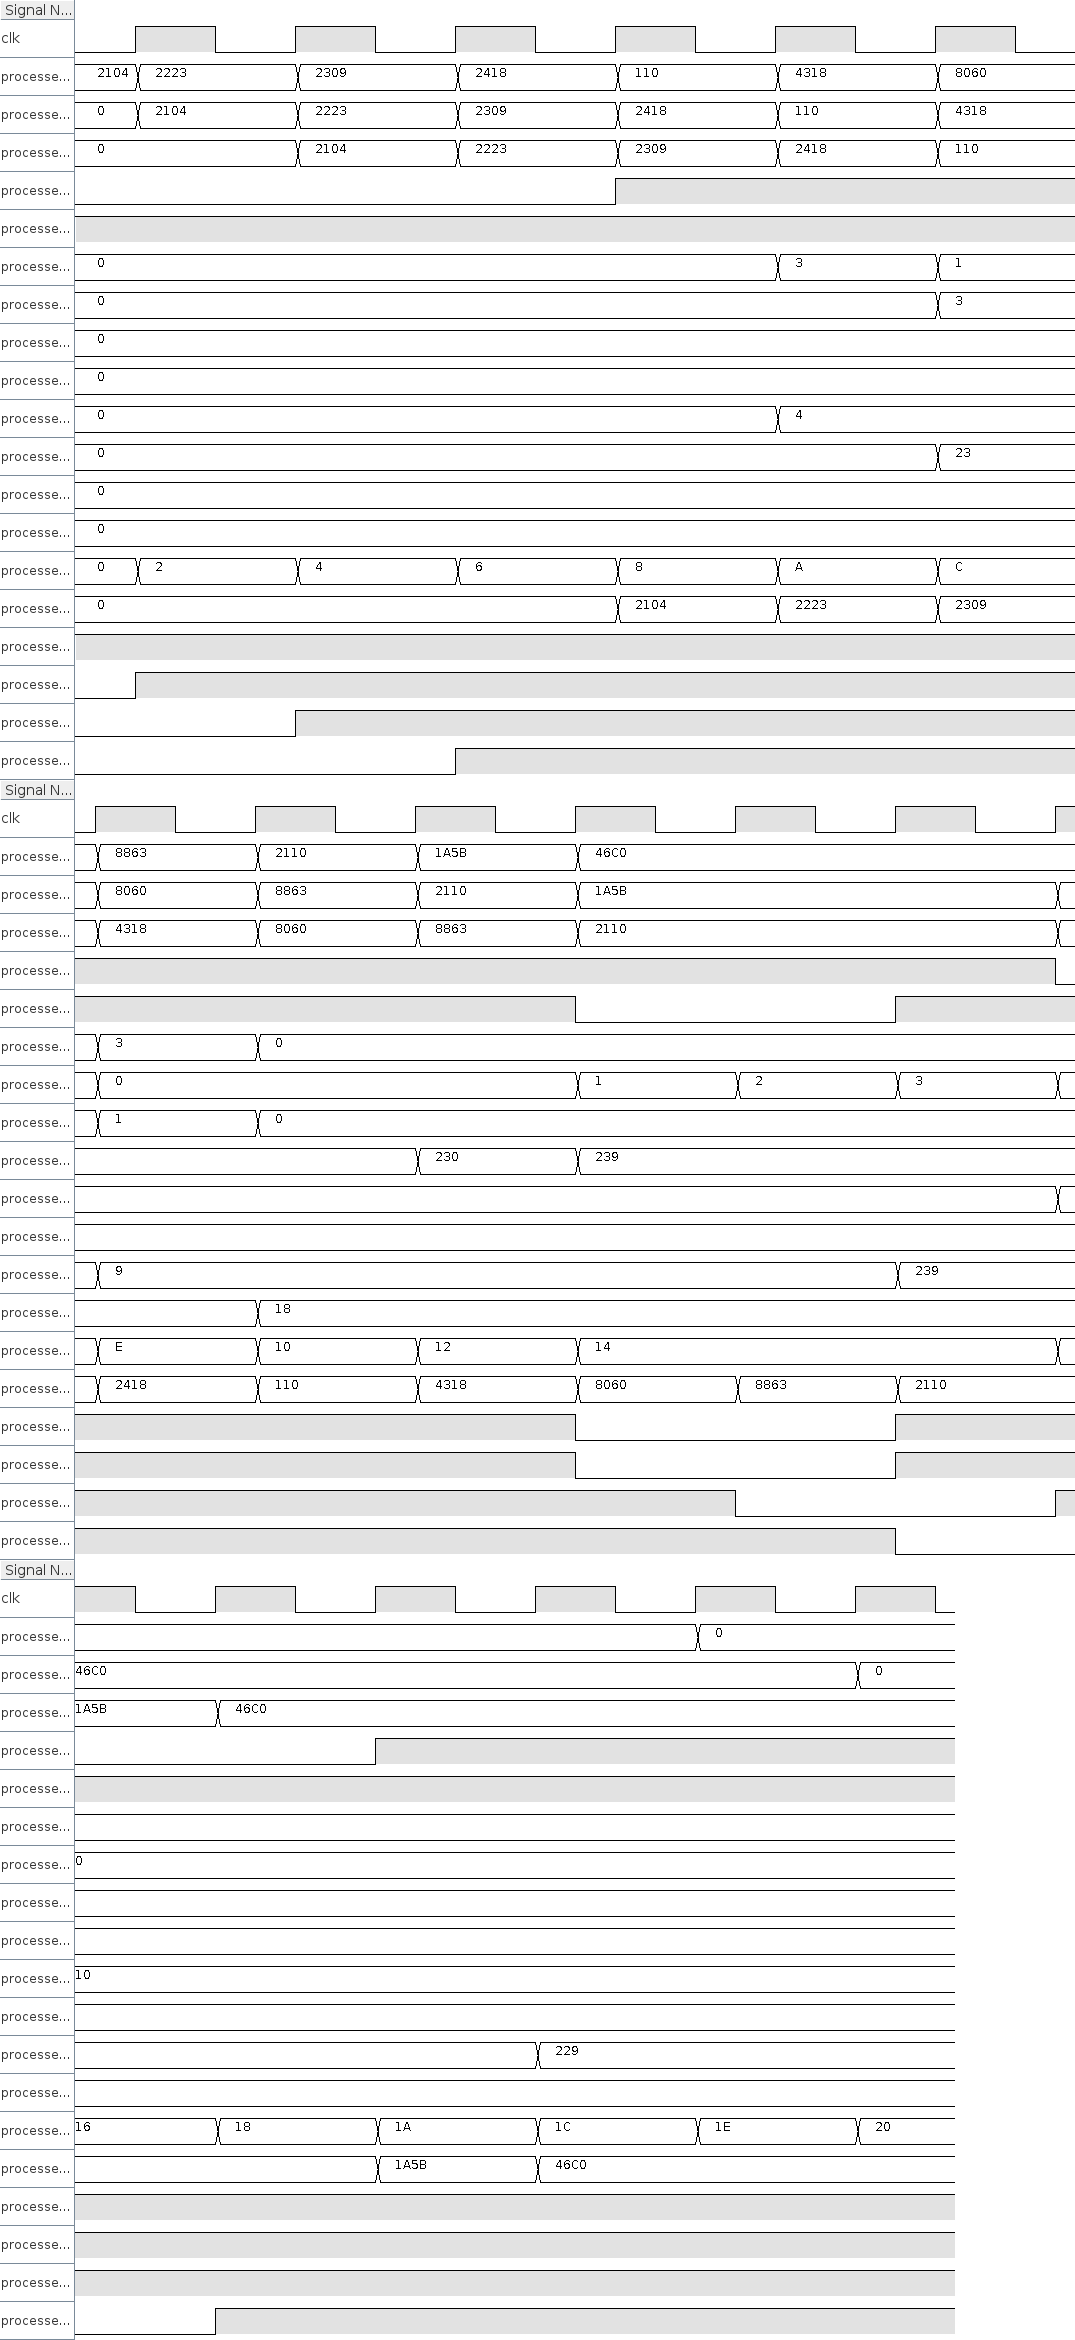 Signal N...
clk
processe... 2104 2223 2309 2418 110 4318 8060
processe... 0 2104 2223 2309 2418 110 4318
processe... 0 2104 2223 2309 2418 110
processe...
processe...
processe... 0 3 1
processe... 0 3
processe... 0
processe... 0
processe... 0 4
processe... 0 23
processe... 0
processe... 0
processe... 0 2 4 6 8 A C
processe... 0 2104 2223 2309
processe...
processe...
processe...
processe...
Signal N...
clk
processe... 8863 2110 1A5B 46C0
processe... 8060 8863 2110 1A5B
processe... 4318 8060 8863 2110
processe...
processe...
processe... 3 0
processe... 0 1 2 3
processe... 1 0
processe... 230 239
processe...
processe...
processe... 9 239
processe... 18
processe... E 10 12 14
processe... 2418 110 4318 8060 8863 2110
processe...
processe...
processe...
processe...
Signal N...
clk
processe... 0
processe... 46C0 0
processe... 1A5B 46C0
processe...
processe...
processe...
processe... 0
processe...
processe...
processe... 10
processe...
processe... 229
processe...
processe... 16 18 1A 1C 1E 20
processe... 1A5B 46C0
processe...
processe...
processe...
processe...